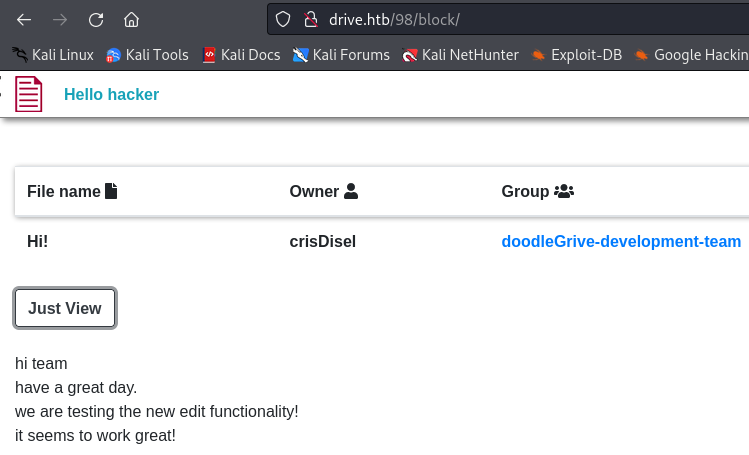 drive.htb/98/block/
Kali Linux Kali Tools Kali Docs Kali Forums Kali NetHunter Exploit-DB Google Hackin
Hello hacker
File name Owner Group
Hi! crisDisel doodleGrive-development-team
Just View
hi team
have a great day.
we are testing the new edit functionality!
it seems to work great!